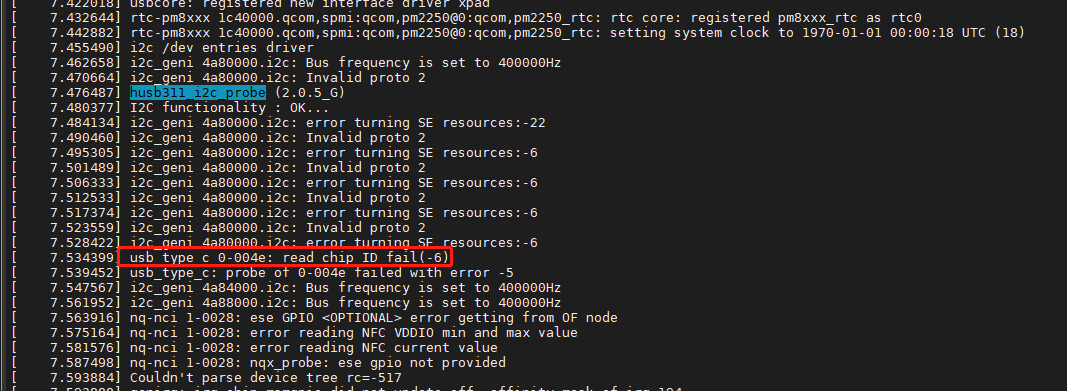 [    7.422018] usbcore: registered new interface driver xpad
[    7.432644] rtc-pm8xxx 1c40000.qcom,spmi:qcom,pm2250@0:qcom,pm2250_rtc: rtc core: registered pm8xxx_rtc as rtc0
[    7.442882] rtc-pm8xxx 1c40000.qcom,spmi:qcom,pm2250@0:qcom,pm2250_rtc: setting system clock to 1970-01-01 00:00:18 UTC (18)
[    7.455490] i2c /dev entries driver
[    7.462658] i2c_geni 4a80000.i2c: Bus frequency is set to 400000Hz
[    7.470664] i2c_geni 4a80000.i2c: Invalid proto 2
[    7.476487] husb311_i2c_probe (2.0.5_G)
[    7.480377] I2C functionality : OK...
[    7.484134] i2c_geni 4a80000.i2c: error turning SE resources:-22
[    7.490460] i2c_geni 4a80000.i2c: Invalid proto 2
[    7.495305] i2c_geni 4a80000.i2c: error turning SE resources:-6
[    7.501489] i2c_geni 4a80000.i2c: Invalid proto 2
[    7.506333] i2c_geni 4a80000.i2c: error turning SE resources:-6
[    7.512533] i2c_geni 4a80000.i2c: Invalid proto 2
[    7.517374] i2c_geni 4a80000.i2c: error turning SE resources:-6
[    7.523559] i2c_geni 4a80000.i2c: Invalid proto 2
[    7.528422] i2c_geni 4a80000.i2c: error turning SE resources:-6
[    7.534399] usb_type_c 0-004e: read chip ID fail(-6)
[    7.539452] usb_type_c: probe of 0-004e failed with error -5
[    7.547567] i2c_geni 4a84000.i2c: Bus frequency is set to 400000Hz
[    7.561952] i2c_geni 4a88000.i2c: Bus frequency is set to 400000Hz
[    7.563916] nq-nci 1-0028: ese GPIO <OPTIONAL> error getting from OF node
[    7.575164] nq-nci 1-0028: error reading NFC VDDIO min and max value
[    7.581576] nq-nci 1-0028: error reading NFC current value
[    7.587498] nq-nci 1-0028: nqx_probe: ese gpio not provided
[    7.593884] Couldn't parse device tree rc=-517